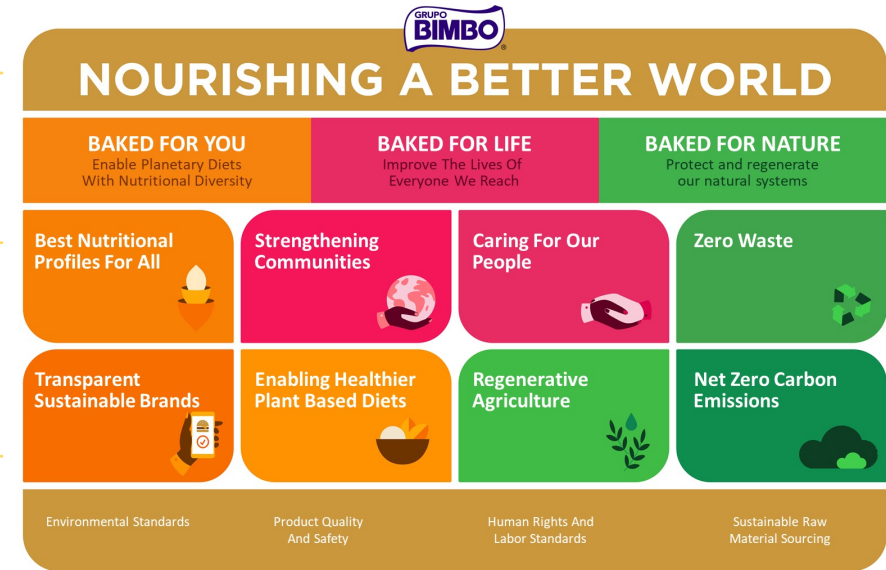 GRUPO
BIMBO
®
NOURISHING A BETTER WORLD
BAKED FOR YOU
Enable Planetary Diets
With Nutritional Diversity
BAKED FOR LIFE
Improve The Lives Of
Everyone We Reach
BAKED FOR NATURE
Protect and regenerate
our natural systems
Best Nutritional
Profiles For All
Strengthening
Communities
Caring For Our
People
Zero Waste
Transparent
Sustainable Brands
Enabling Healthier
Plant Based Diets
Regenerative
Agriculture
Net Zero Carbon
Emissions
Environmental Standards
Product Quality
And Safety
Human Rights And
Labor Standards
Sustainable Raw
Material Sourcing